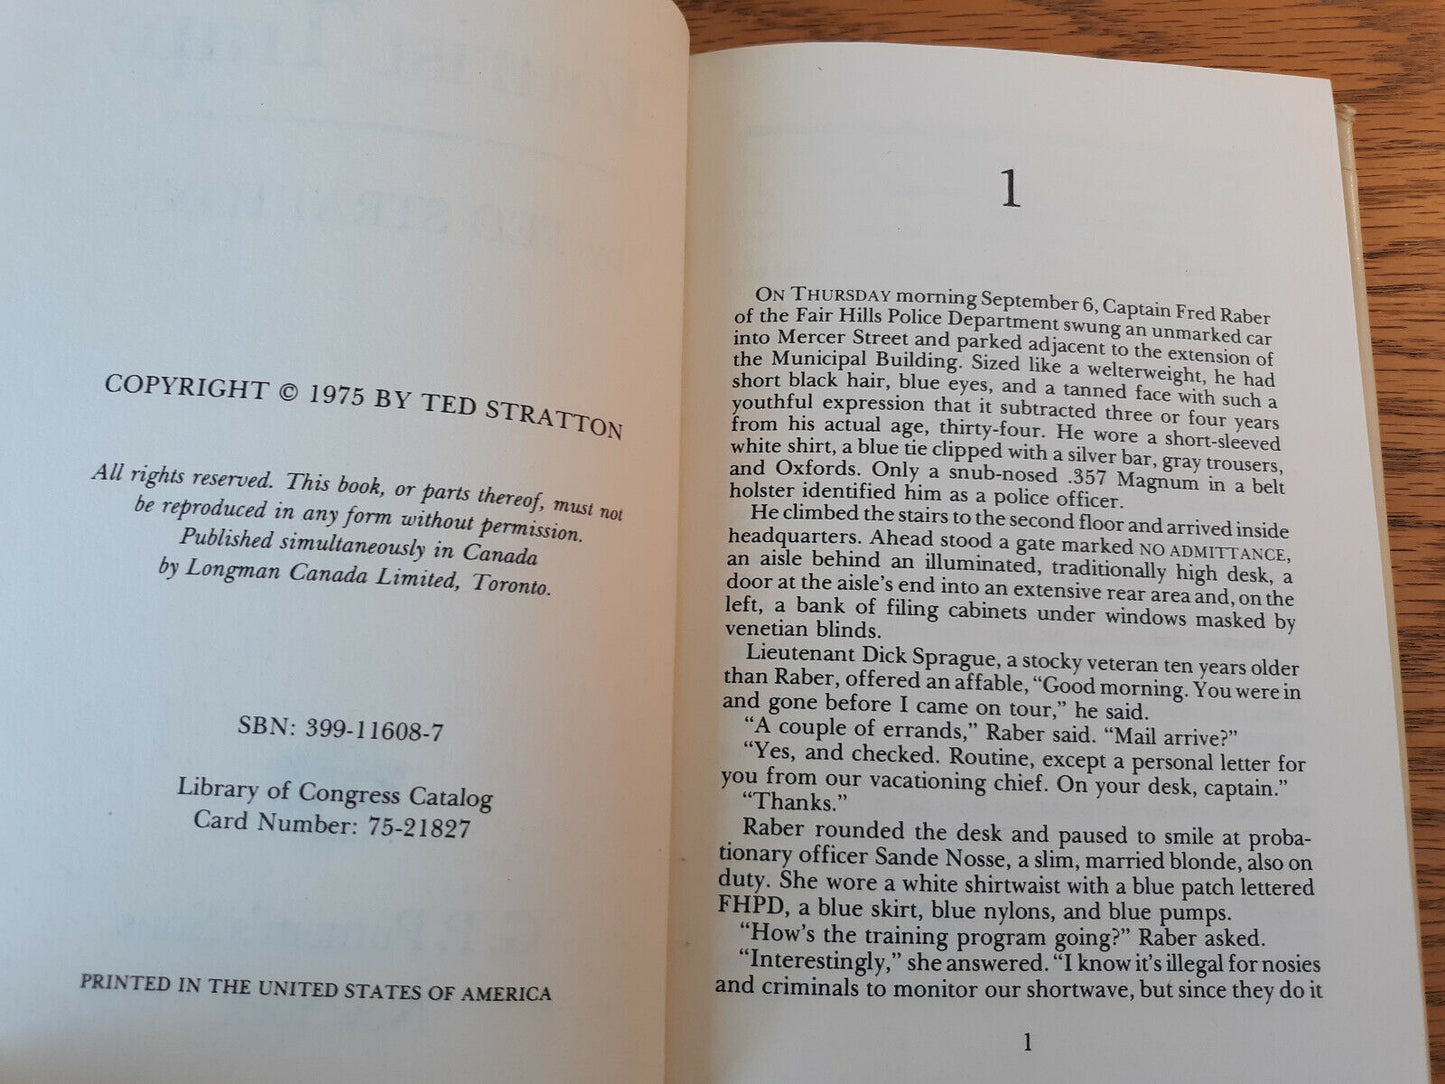 COPYRIGHT © 1975 BY TED STRATTON
All rights reserved. This book, or parts thereof, must not
be reproduced in any form without permission.
Published simultaneously in Canada
by Longman Canada Limited, Toronto.
SBN: 399-11608-7
Library of Congress Catalog
Card Number: 75-21827
PRINTED IN THE UNITED STATES OF AMERICA
1
ON THURSDAY morning September 6, Captain Fred Raber
of the Fair Hills Police Department swung an unmarked car
into Mercer Street and parked adjacent to the extension of
the Municipal Building. Sized like a welterweight, he had
short black hair, blue eyes, and a tanned face with such a
youthful expression that it subtracted three or four years
from his actual age, thirty-four. He wore a short-sleeved
white shirt, a blue tie clipped with a silver bar, gray trousers,
and Oxfords. Only a snub-nosed .357 Magnum in a belt
holster identified him as a police officer.
He climbed the stairs to the second floor and arrived inside
headquarters. Ahead stood a gate marked NO ADMITTANCE,
an aisle behind an illuminated, traditionally high desk, a
door at the aisle's end into an extensive rear area and, on the
left, a bank of filing cabinets under windows masked by
venetian blinds.
Lieutenant Dick Sprague, a stocky veteran ten years older
than Raber, offered an affable, “Good morning. You were in
and gone before I came on tour,” he said.
“A couple of errands,” Raber said. “Mail arrive?”
“Yes, and checked. Routine, except a personal letter for
you from our vacationing chief. On your desk, captain.”
“Thanks.”
Raber rounded the desk and paused to smile at proba-
tionary officer Sande Nosse, a slim, married blonde, also on
duty. She wore a white shirtwaist with a blue patch lettered
FHPD, a blue skirt, blue nylons, and blue pumps.
“How's the training program going?” Raber asked.
“Interestingly,” she answered. “I know it's illegal for nosies
and criminals to monitor our shortwave, but since they do it
1